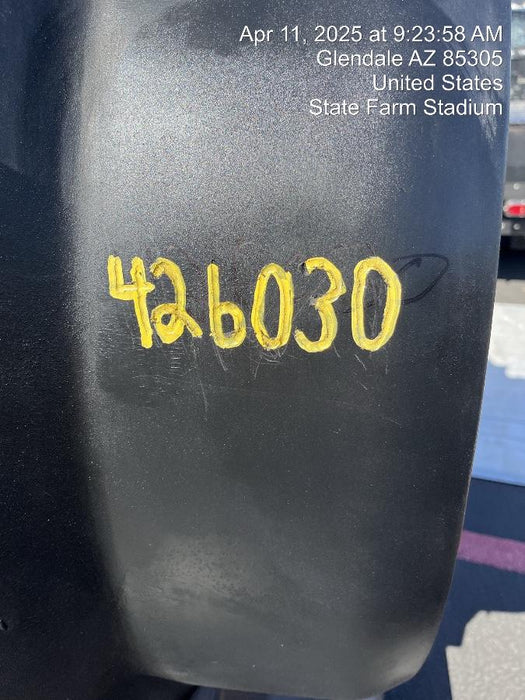 Apr 11, 2025 at 9:23:58 AM
Glendale AZ 85305
United States
State Farm Stadium
426030